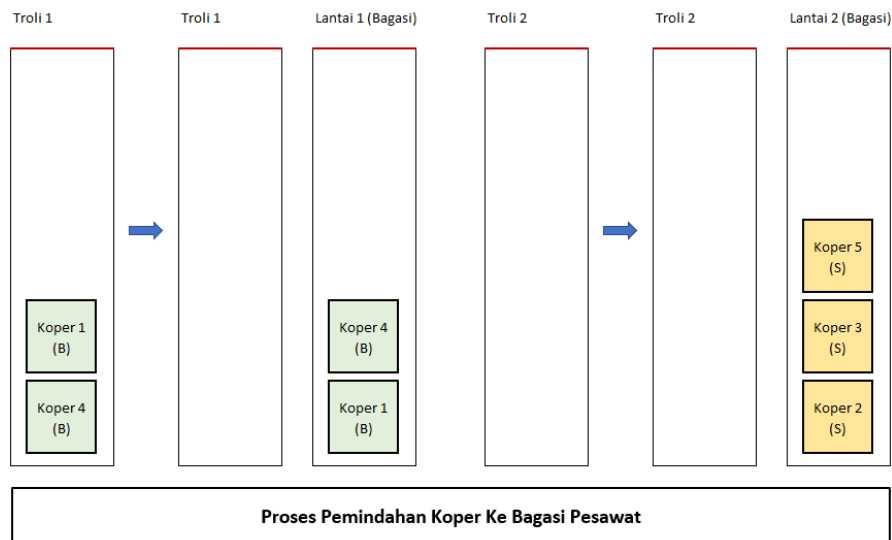 Troli 1
Troli 1
Lantai 1 (Bagasi)
Troli 2
Troli 2
Lantai 2 (Bagasi)
Koper 1
(B)
Koper 4
(B)
Koper 4
(B)
Koper 1
(B)
Koper 5
(S)
Koper 3
(S)
Koper 2
(S)
Proses Pemindahan Koper Ke Bagasi Pesawat